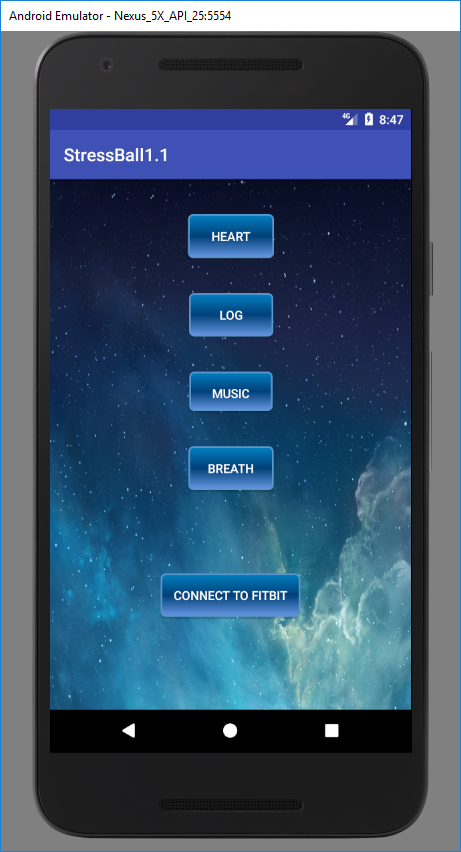 Android Emulator - Nexus_5X_API_25:5554
4G 8:47
StressBall1.1
HEART
LOG
MUSIC
BREATH
CONNECT TO FITBIT